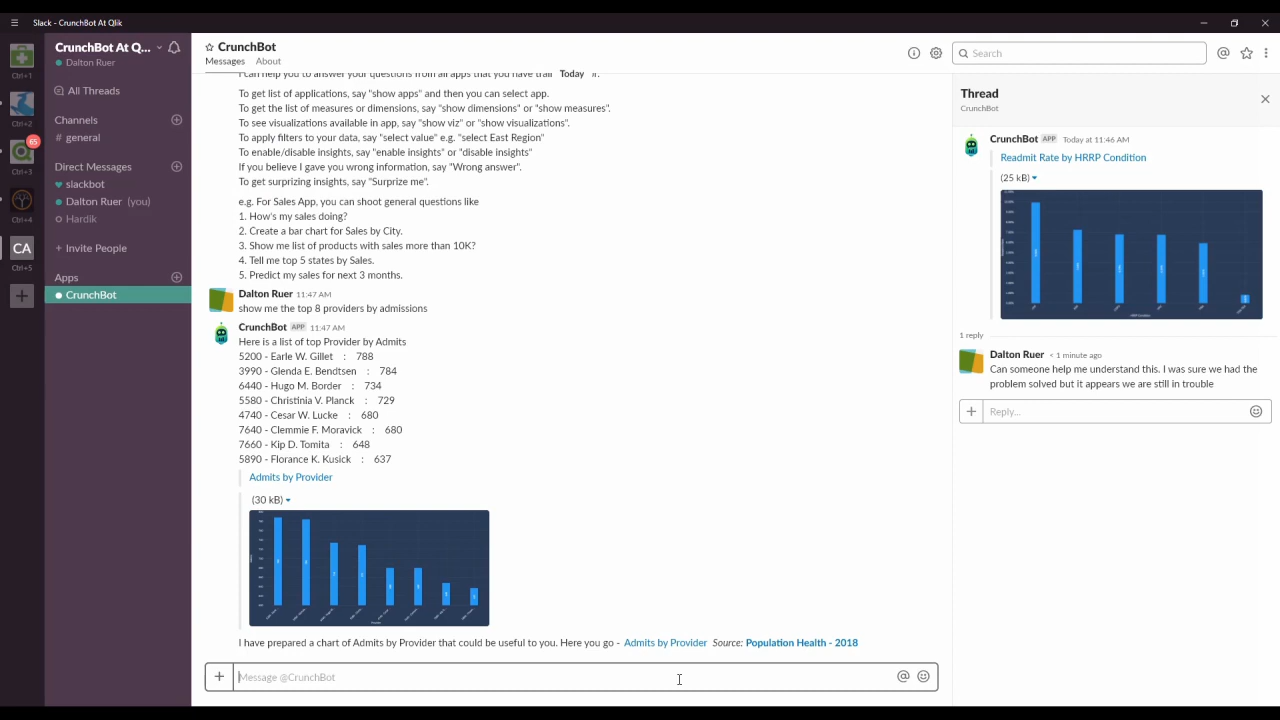 Slack - CrunchBot At Qlik
CrunchBot At Q...
Dalton Ruer
Ctrl+1
All Threads
Ctrl+2
Channels
# general
65
Ctrl+3
Direct Messages
slackbot
Dalton Ruer (you)
Ctrl+4
Hardik
CA
Ctrl+5
Invite People
Apps
CrunchBot
CrunchBot
Messages About
Search
I can help you to answer your questions from all apps that you have
Today
To get list of applications, say "show apps" and then you can select app.
To get the list of measures or dimensions, say "show dimensions" or "show measures".
To see visualizations available in app, say "show viz" or "show visualizations".
To apply filters to your data, say "select value" e.g. "select East Region"
To enable/disable insights, say "enable insights" or "disable insights"
If you believe I gave you wrong information, say "Wrong answer".
To get surprizing insights, say "Surprize me".
e.g. For Sales App, you can shoot general questions like
1. How's my sales doing?
2. Create a bar chart for Sales by City.
3. Show me list of products with sales more than 10K?
4. Tell me top 5 states by Sales.
5. Predict my sales for next 3 months.
Dalton Ruer 11:47 AM
show me the top 8 providers by admissions
CrunchBot APP 11:47 AM
Here is a list of top Provider by Admits
5200 - Earle W. Gillet : 788
3990 - Glenda E. Bendtsen : 784
6440 - Hugo M. Border : 734
5580 - Christinia V. Planck : 729
4740 - Cesar W. Lucke : 680
7640 - Clemmie F. Moravick : 680
7660 - Kip D. Tomita : 648
5890 - Florance K. Kusick : 637
Admits by Provider
(30 kB)
I have prepared a chart of Admits by Provider that could be useful to you. Here you go - Admits by Provider Source: Population Health - 2018
Message @CrunchBot
Thread
CrunchBot
CrunchBot APP Today at 11:46 AM
Readmit Rate by HRRP Condition
(25 kB)
1 reply
Dalton Ruer < 1 minute ago
Can someone help me understand this. I was sure we had the
problem solved but it appears we are still in trouble
Reply...